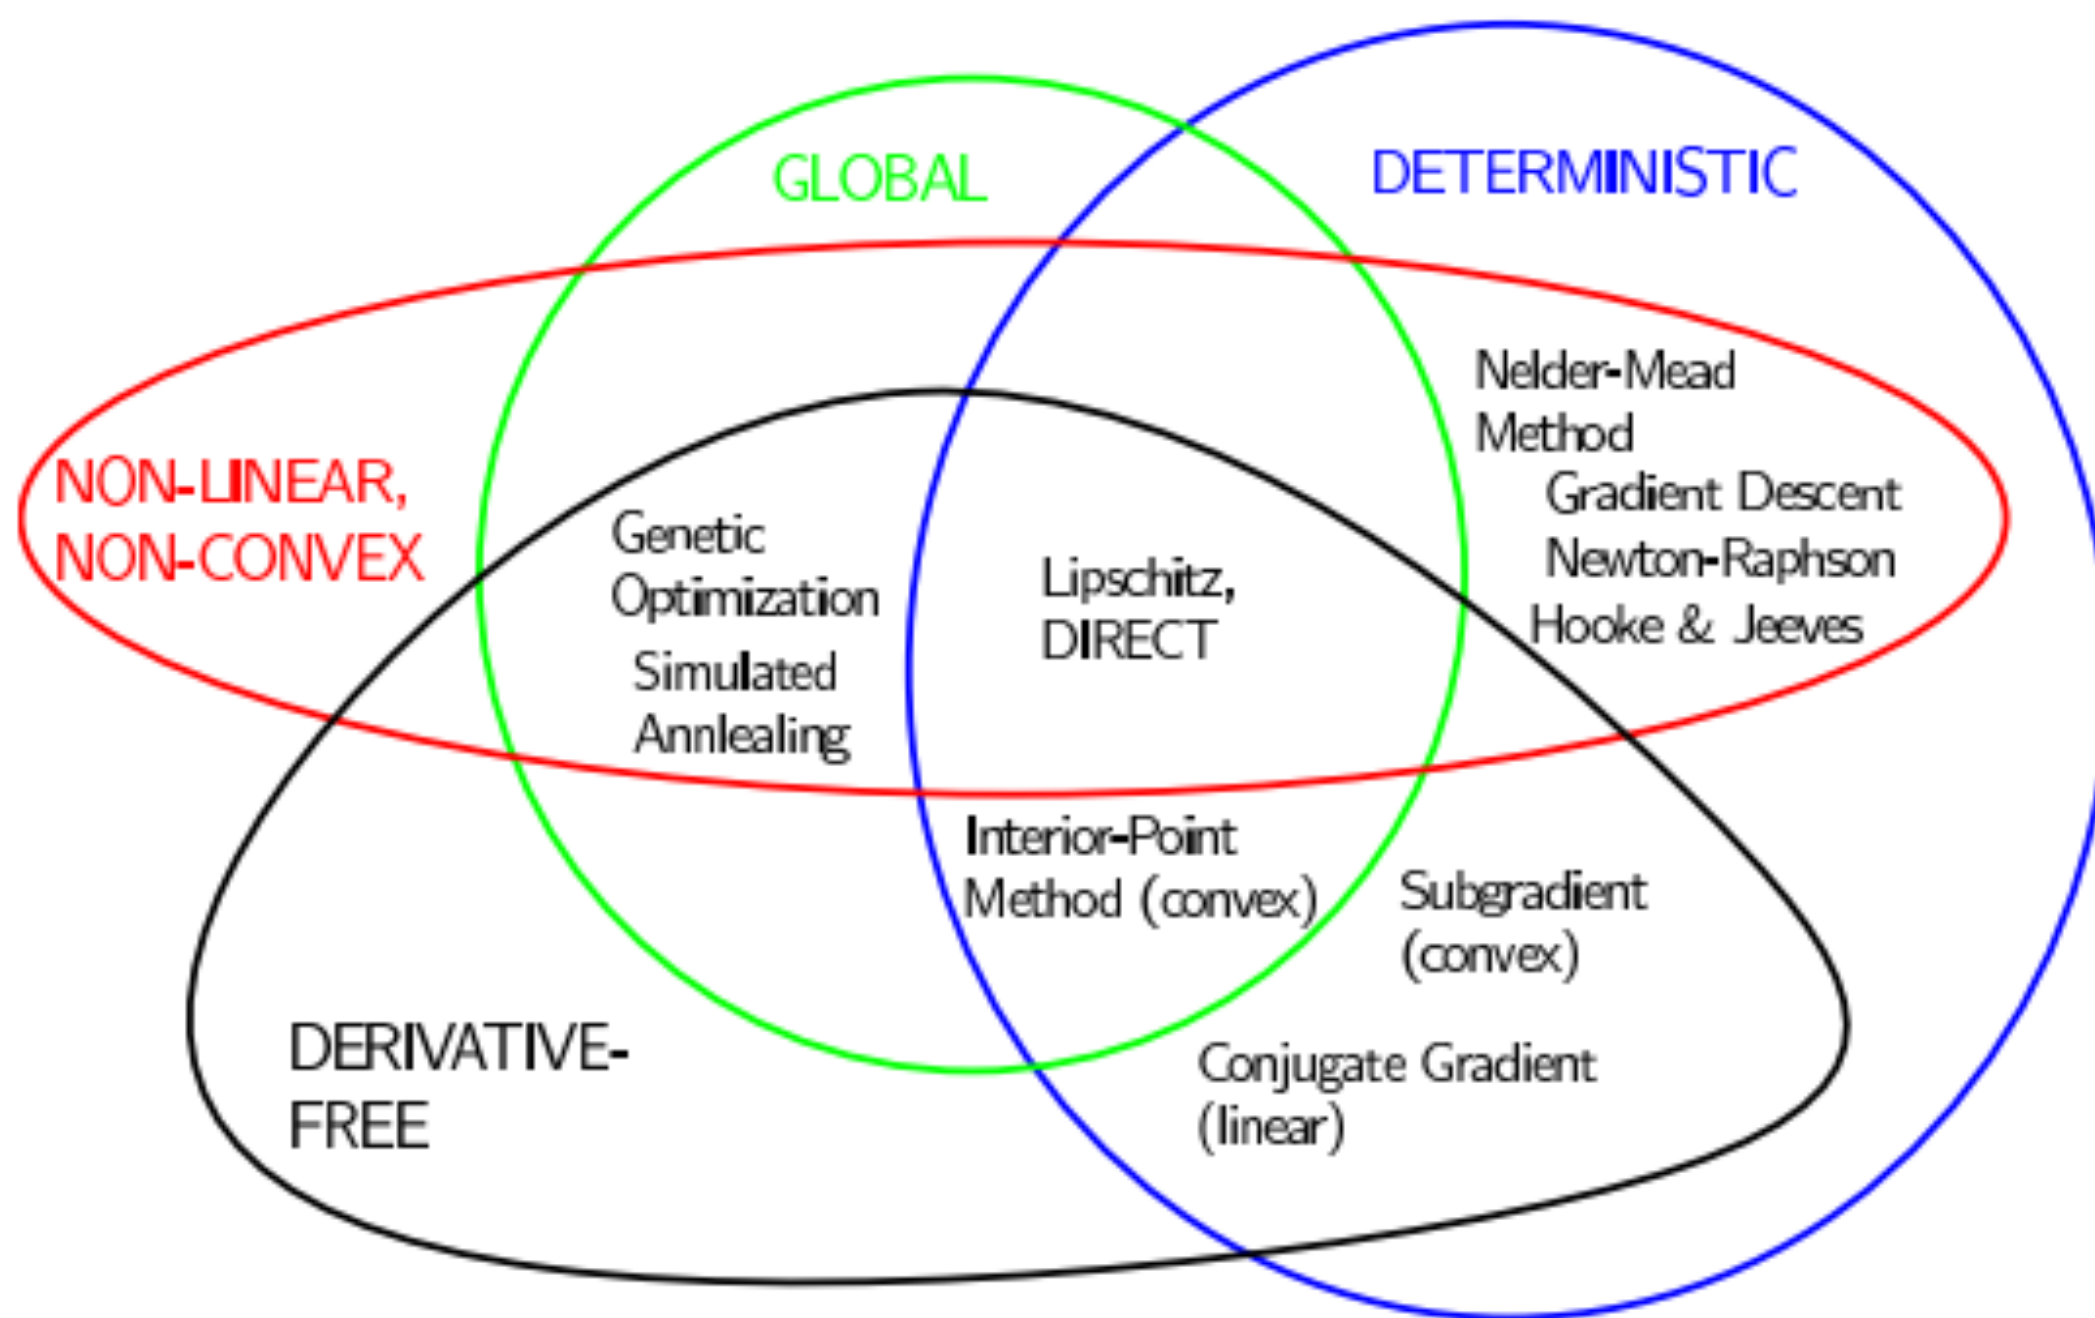 GLOBAL
DETERMINISTIC
NON-LINEAR,
NON-CONVEX
Genetic
Optimization
Simulated
Annlealing
Lipschitz,
DIRECT
Nelder-Mead
Method
Gradient Descent
Newton-Raphson
Hooke & Jeeves
Interior-Point
Method (convex)
Subgradient
(convex)
Conjugate Gradient
(linear)
DERIVATIVE-
FREE